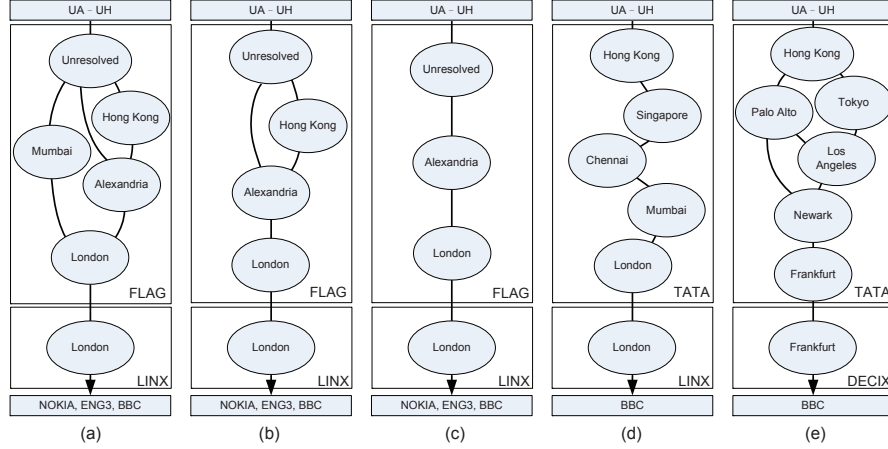 UA - UH
Unresolved
Hong Kong
Mumbai
Alexandria
London
FLAG
London
LINX
NOKIA, ENG3, BBC
(a)
UA - UH
Unresolved
Hong Kong
Alexandria
London
FLAG
London
LINX
NOKIA, ENG3, BBC
(b)
UA - UH
Unresolved
Alexandria
London
FLAG
London
LINX
NOKIA, ENG3, BBC
(c)
UA - UH
Hong Kong
Singapore
Chennai
Mumbai
London
TATA
London
LINX
BBC
(d)
UA - UH
Hong Kong
Tokyo
Palo Alto
Los
Angeles
Newark
Frankfurt
TATA
Frankfurt
DECIX
BBC
(e)